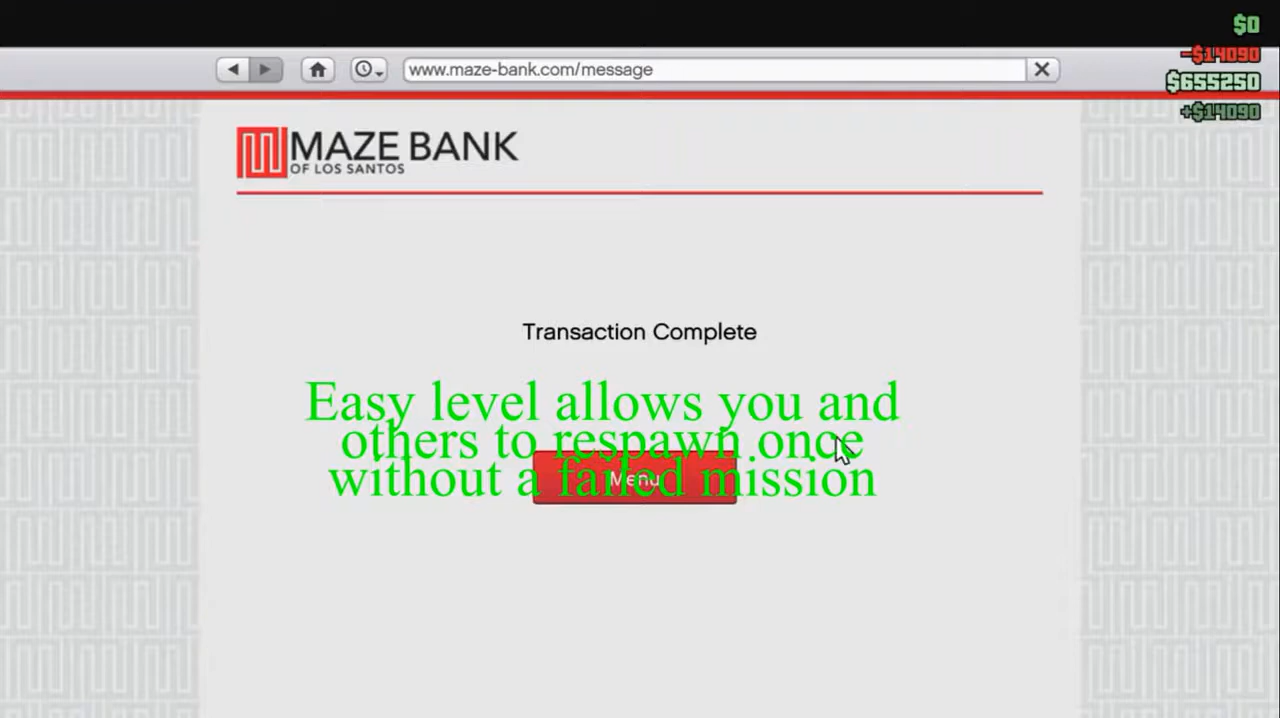 $0
-$14090
www.maze-bank.com/message
$655250
+$14090
MAZE BANK
OF LOS SANTOS
Transaction Complete
Easy level allows you and
others to respawn once
without a failed mission
Menu